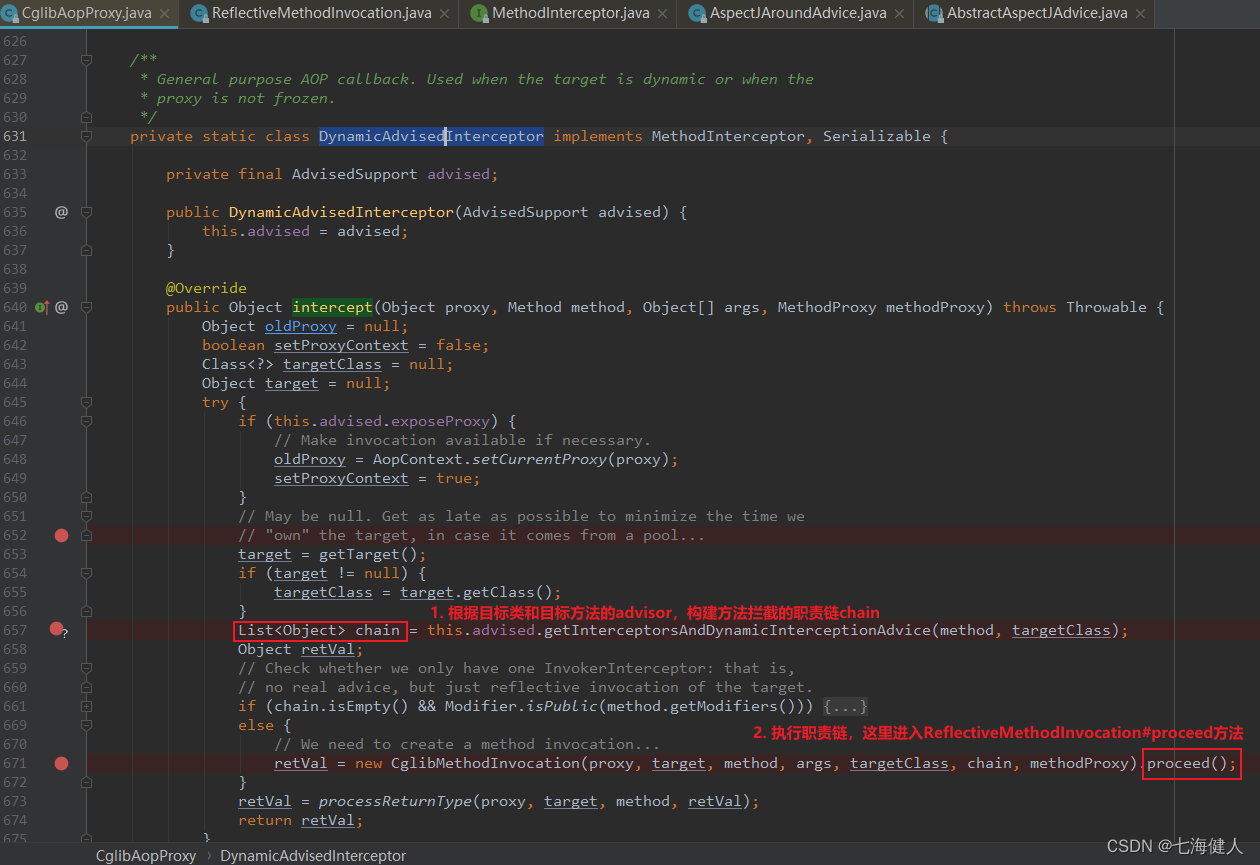 CglibAopProxy.java × ReflectiveMethodInvocation.java × MethodInterceptor.java × AspectJAroundAdvice.java × AbstractAspectJAdvice.java ×
626
627 /**
628 * General purpose AOP callback. Used when the target is dynamic or when the
629 * proxy is not frozen.
630 */
631 private static class DynamicAdvisedInterceptor implements MethodInterceptor, Serializable {
632
633 private final AdvisedSupport advised;
634
635 @ public DynamicAdvisedInterceptor(AdvisedSupport advised) {
636 this.advised = advised;
637 }
638
639 @Override
640 @ public Object intercept(Object proxy, Method method, Object[] args, MethodProxy methodProxy) throws Throwable {
641 Object oldProxy = null;
642 boolean setProxyContext = false;
643 Class<?> targetClass = null;
644 Object target = null;
645 try {
646 if (this.advised.exposeProxy) {
647 // Make invocation available if necessary.
648 oldProxy = AopContext.setCurrentProxy(proxy);
649 setProxyContext = true;
650 }
651 // May be null. Get as late as possible to minimize the time we
652 // "own" the target, in case it comes from a pool...
653 target = getTarget();
654 if (target != null) {
655 targetClass = target.getClass();
656 }
1. 根据目标类和目标方法的advisor，构建方法拦截的职责链chain
657 List<Object> chain = this.advised.getInterceptorsAndDynamicInterceptionAdvice(method, targetClass);
658 Object retVal;
659 // Check whether we only have one InvokerInterceptor: that is,
660 // no real advice, but just reflective invocation of the target.
661 if (chain.isEmpty() && Modifier.isPublic(method.getModifiers())) {...}
669 else {
2. 执行职责链，这里进入ReflectiveMethodInvocation#proceed方法
670 // We need to create a method invocation...
671 retVal = new CglibMethodInvocation(proxy, target, method, args, targetClass, chain, methodProxy).proceed();
672 }
673 retVal = processReturnType(proxy, target, method, retVal);
674 return retVal;
675 }
CSDN @七海健人
CglibAopProxy › DynamicAdvisedInterceptor